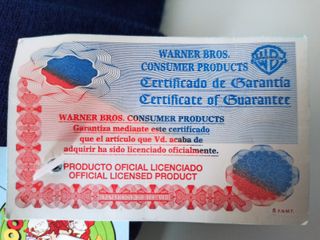 WARNER BROS.
CONSUMER PRODUCTS
WB
Certificado de Garantía
Certificate of Guarantee
WARNER BROS. CONSUMER PRODUCTS
Garantiza mediante este certificado
que el artículo que Vd. acaba de
adquirir ha sido licenciado oficialmente.
PRODUCTO OFICIAL LICENCIADO
OFFICIAL LICENSED PRODUCT
F.N.M.T.